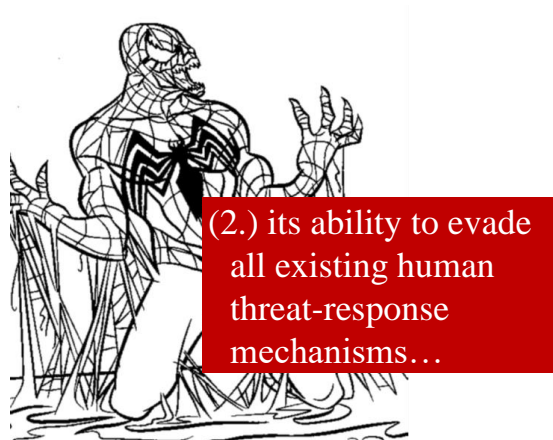 (2.) its ability to evade
all existing human
threat-response
mechanisms…